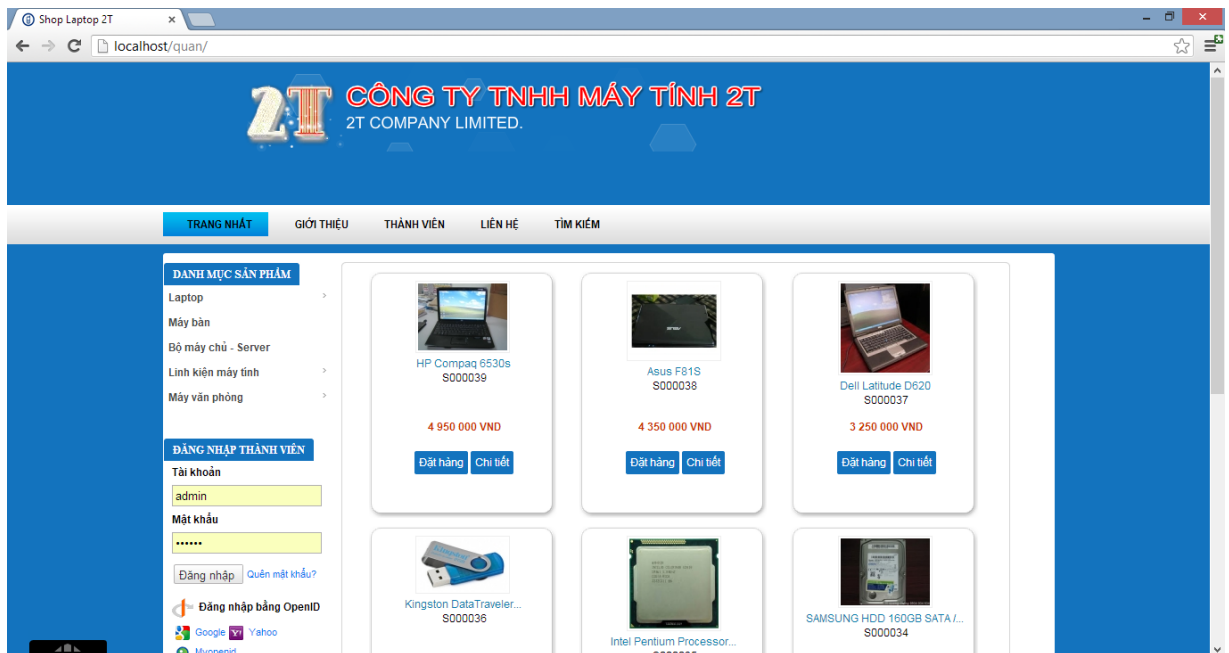 Shop Laptop 2T
localhost/quan/
2T
CÔNG TY TNHH MÁY TÍNH 2T
2T COMPANY LIMITED.
TRANG NHẤT GIỚI THIỆU THÀNH VIÊN LIÊN HỆ TÌM KIẾM
DANH MỤC SẢN PHẨM
Laptop
Máy bàn
Bộ máy chủ - Server
Linh kiện máy tính
Máy văn phòng
ĐĂNG NHẬP THÀNH VIÊN
Tài khoản
admin
Mật khẩu
••••••
Đăng nhập Quên mật khẩu?
Đăng nhập bằng OpenID
Google Yahoo
Myopenid
HP Compaq 6530s
S000039
4 950 000 VND
Đặt hàng Chi tiết
Asus F81S
S000038
4 350 000 VND
Đặt hàng Chi tiết
Dell Latitude D620
S000037
3 250 000 VND
Đặt hàng Chi tiết
Kingston DataTraveler...
S000036
Intel Pentium Processor...
SAMSUNG HDD 160GB SATA /...
S000034